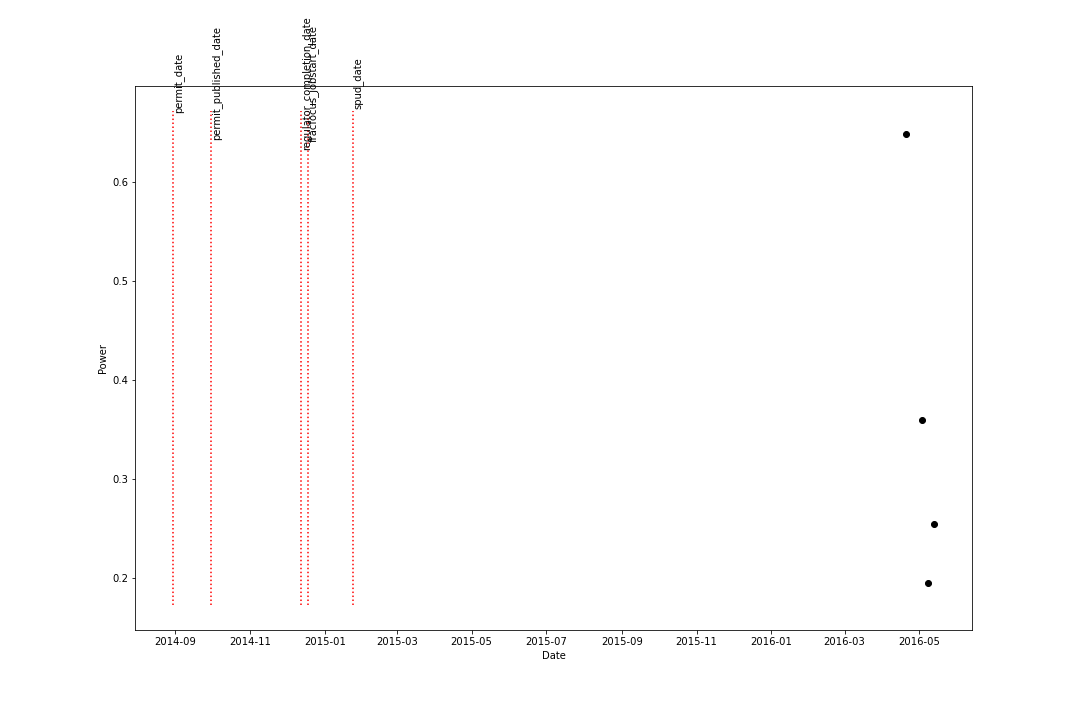 permit_date
permit_published_date
regulator_completion_date
fracfocus_jobstart_date
spud_date
0.6
0.5
0.4
0.3
0.2
Power
2014-09
2014-11
2015-01
2015-03
2015-05
2015-07
2015-09
2015-11
2016-01
2016-03
2016-05
Date